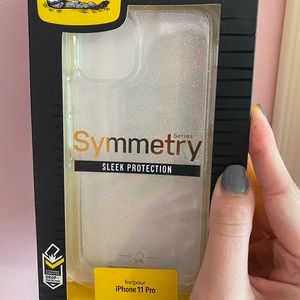 Series
Symmetry
SLEEK PROTECTION
for/pour
iPhone 11 Pro